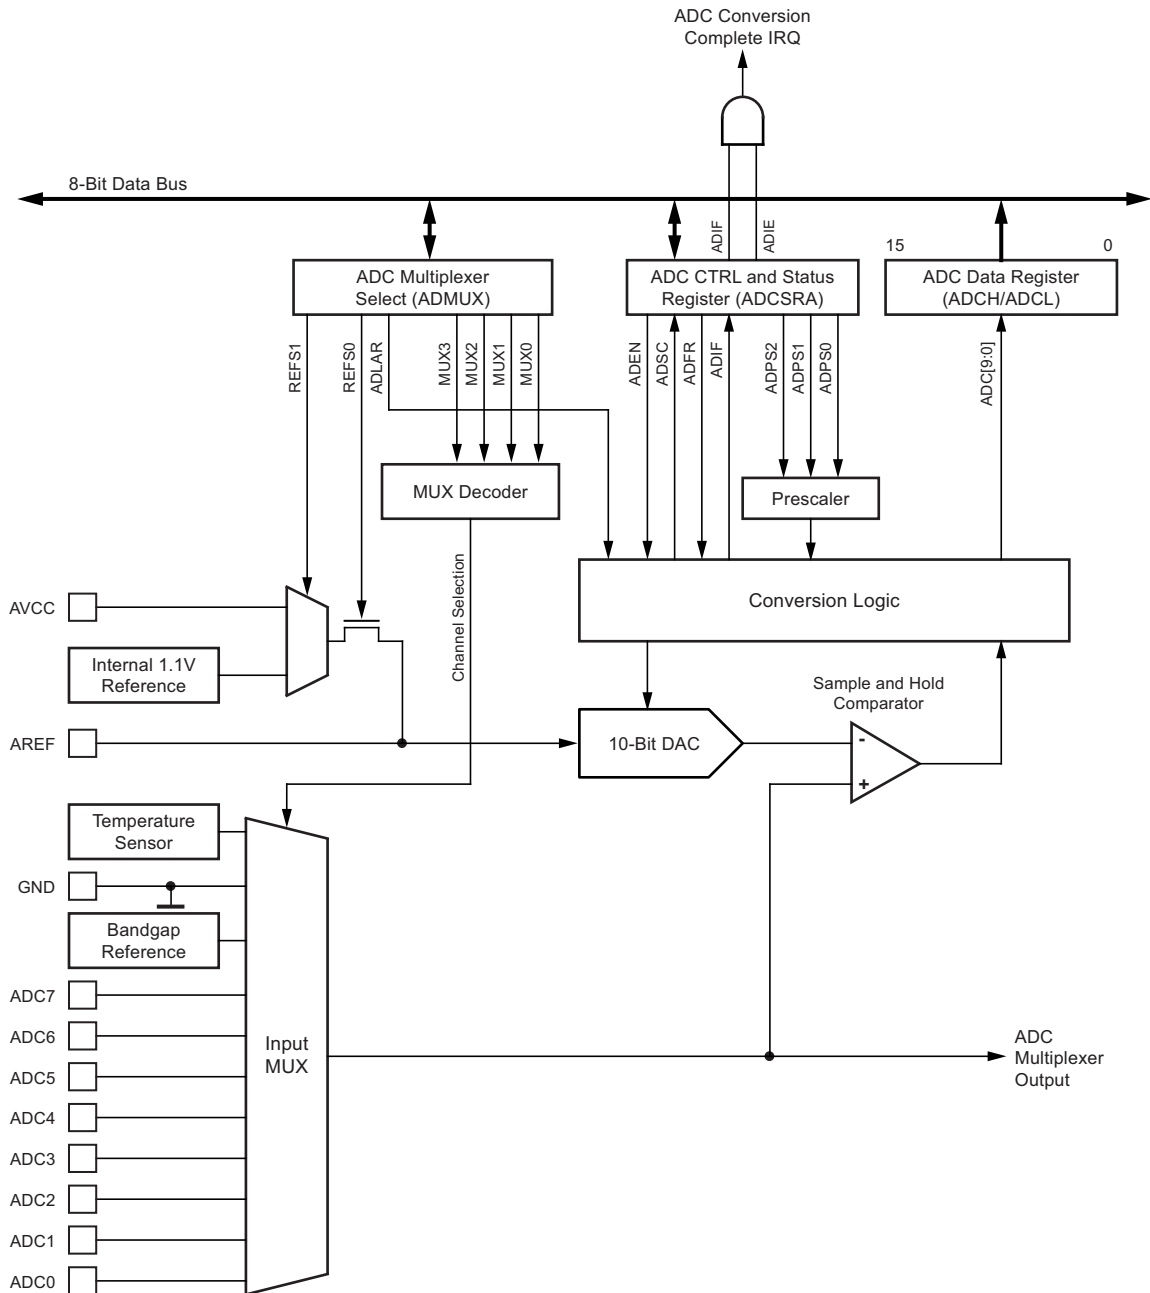 ADC Conversion
Complete IRQ
8-Bit Data Bus
ADIF
ADIE
15
0
ADC Multiplexer
Select (ADMUX)
ADC CTRL and Status
Register (ADCSRA)
ADC Data Register
(ADCH/ADCL)
REFS1
REFS0
ADLAR
MUX3
MUX2
MUX1
MUX0
ADEN
ADSC
ADFR
ADIF
ADPS2
ADPS1
ADPS0
ADC[9:0]
MUX Decoder
Prescaler
Channel Selection
Conversion Logic
AVCC
Internal 1.1V
Reference
Sample and Hold
Comparator
AREF
10-Bit DAC
-
+
Temperature
Sensor
GND
Bandgap
Reference
ADC7
ADC6
ADC5
ADC4
ADC3
ADC2
ADC1
ADC0
Input
MUX
ADC
Multiplexer
Output